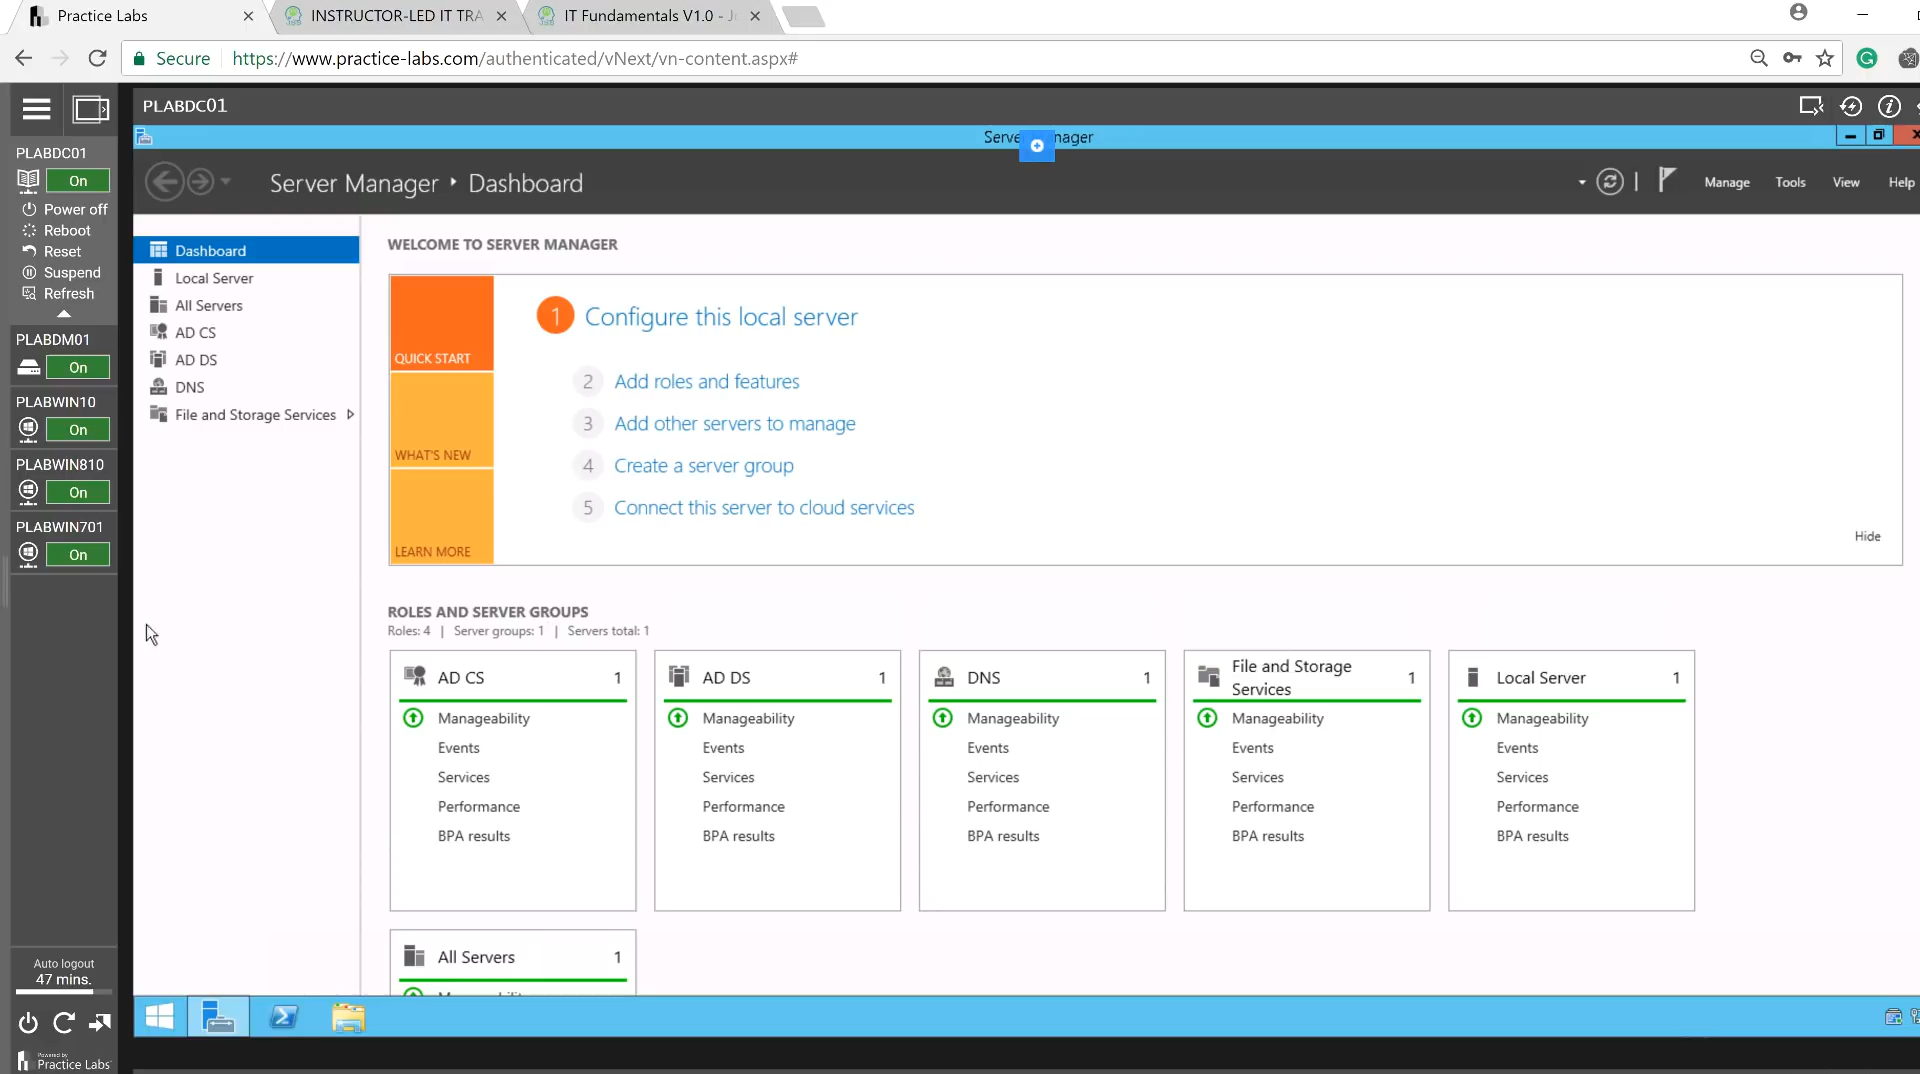 Practice Labs
INSTRUCTOR-LED IT TRA
IT Fundamentals V1.0 - J
Secure
https://www.practice-labs.com/authenticated/vNext/vn-content.aspx#
PLABDC01
PLABDC01
On
Power off
Reboot
Reset
Suspend
Refresh
PLABDM01
On
PLABWIN10
On
PLABWIN810
On
PLABWIN701
On
Auto logout
47 mins.
Powered by
Practice Labs
Serve nager
Server Manager ‣ Dashboard
Manage
Tools
View
Help
Dashboard
Local Server
All Servers
AD CS
AD DS
DNS
File and Storage Services
WELCOME TO SERVER MANAGER
QUICK START
WHAT'S NEW
LEARN MORE
1 Configure this local server
2 Add roles and features
3 Add other servers to manage
4 Create a server group
5 Connect this server to cloud services
Hide
ROLES AND SERVER GROUPS
Roles: 4 | Server groups: 1 | Servers total: 1
AD CS 1
Manageability
Events
Services
Performance
BPA results
AD DS 1
Manageability
Events
Services
Performance
BPA results
DNS 1
Manageability
Events
Services
Performance
BPA results
File and Storage
Services 1
Manageability
Events
Services
Performance
BPA results
Local Server 1
Manageability
Events
Services
Performance
BPA results
All Servers 1